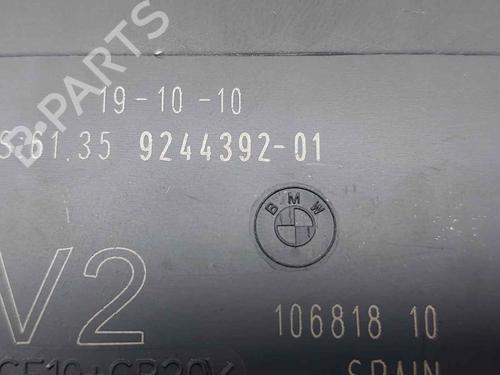 B-PARTS
19-10-10
S:61.35 9244392-01
BMW
V2
106818 10
SPAIN